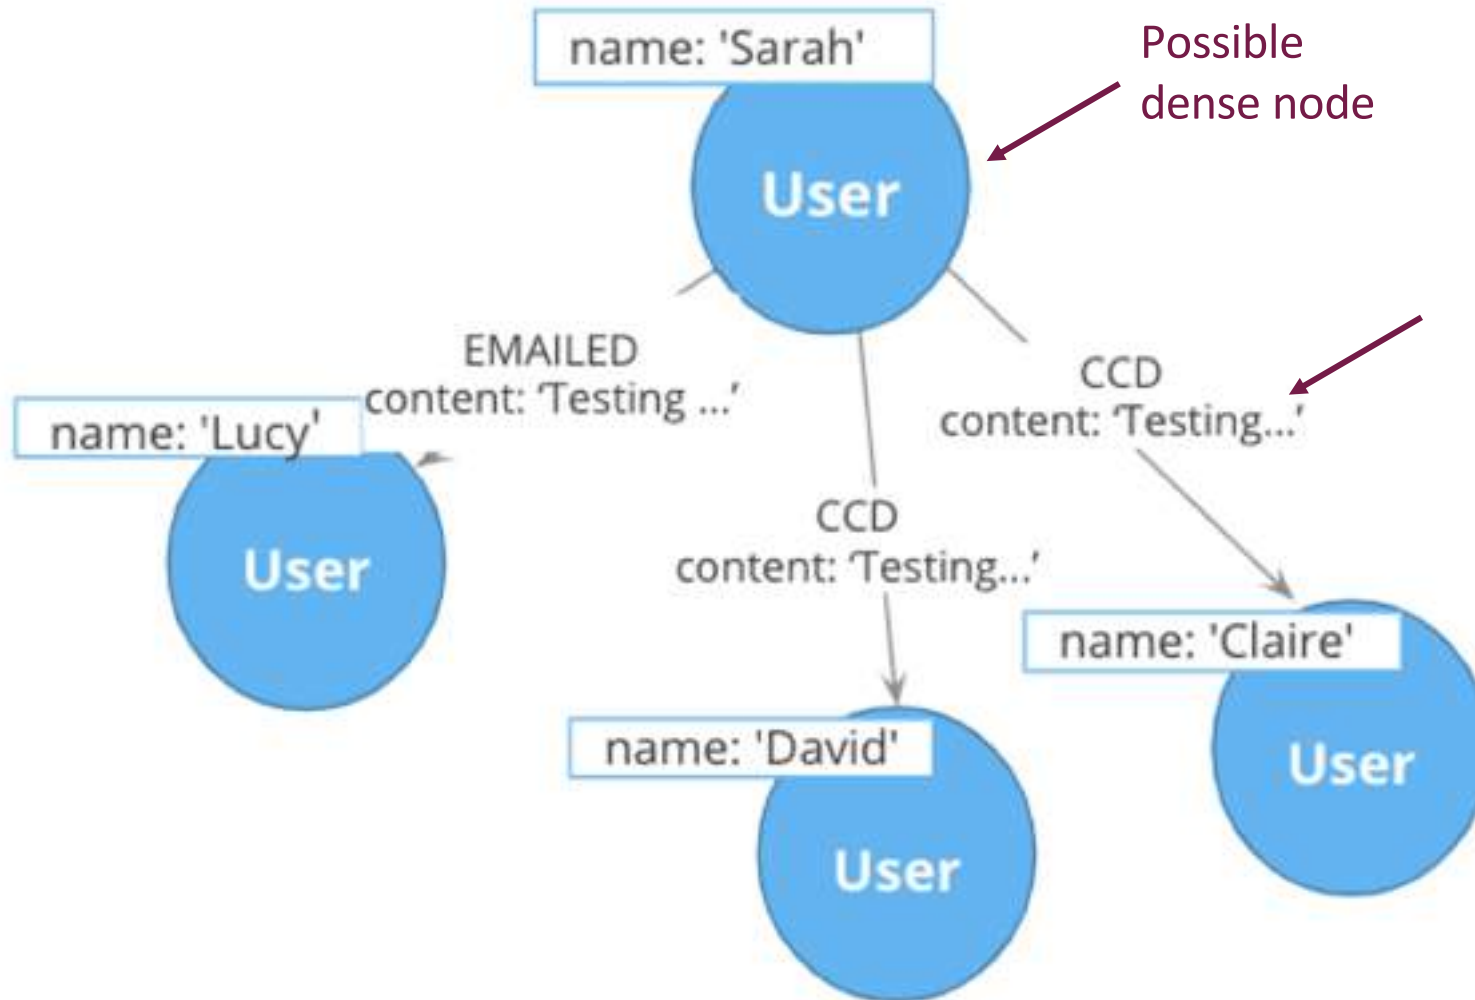 name: 'Sarah'
Possible
dense node
User
EMAILED
content: ‘Testing ...’
CCD
content: ‘Testing...’
name: 'Lucy'
User
CCD
content: ‘Testing...’
name: 'Claire'
User
name: 'David'
User